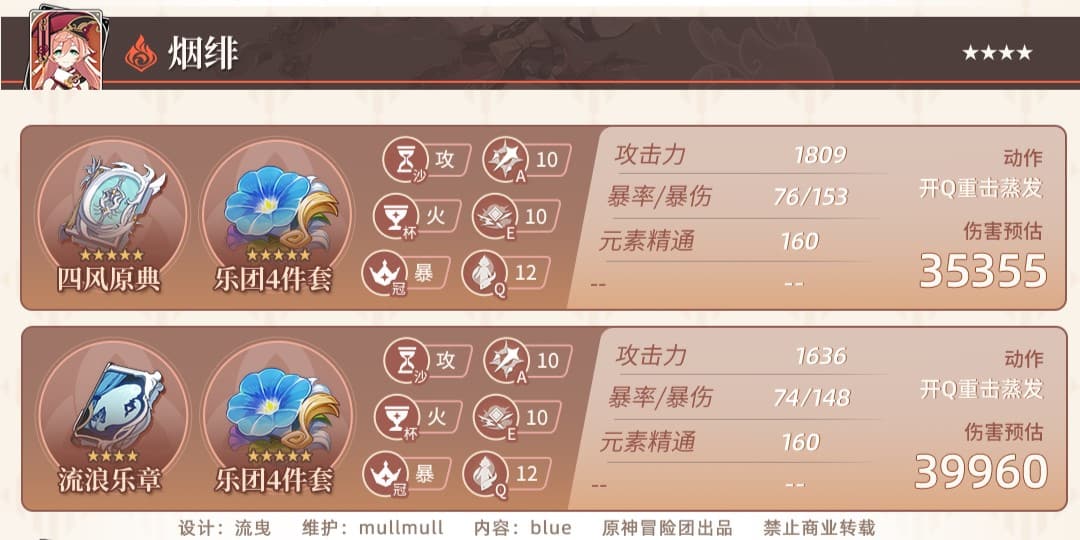 烟绯
★★★★
沙 攻 A 10
杯 火 E 10
冠 暴 Q 12
★★★★★
四风原典
★★★★★
乐团4件套
攻击力 1809
暴率/暴伤 76/153
元素精通 160
-- --
动作
开Q重击蒸发
伤害预估
35355
沙 攻 A 10
杯 火 E 10
冠 暴 Q 12
★★★★
流浪乐章
★★★★★
乐团4件套
攻击力 1636
暴率/暴伤 74/148
元素精通 160
-- --
动作
开Q重击蒸发
伤害预估
39960
设计：流曳 维护：mullmull 内容：blue 原神冒险团出品 禁止商业转载